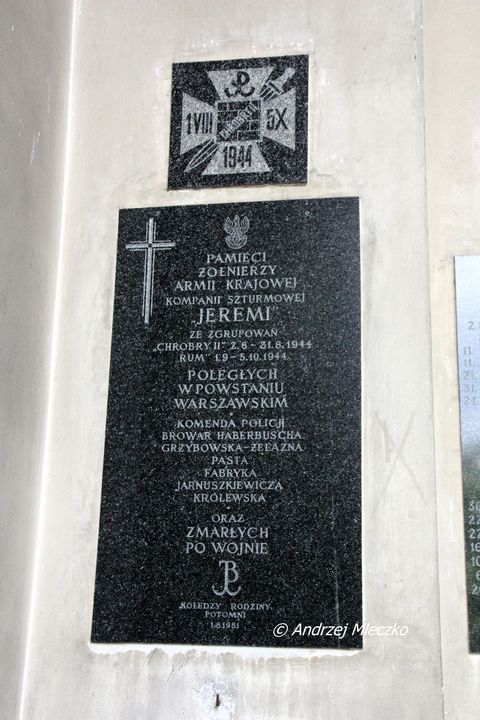 1 VIII
5X
1944
PAMIĘCI
ŻOŁNIERZY
ARMII KRAJOWEJ
KOMPANII SZTURMOWEJ
„JEREMI"
ZE ZGRUPOWAŃ
„CHROBRY II" 2.8 - 31.8.1944
RUM" 1.9 - 5.10.1944
POLEGŁYCH
W POWSTANIU
WARSZAWSKIM
KOMENDA POLICJI
BROWAR HABERBUSCHA
GRZYBOWSKA-ŻELAZNA
PASTA
FABRYKA
JARNUSZKIEWICZA
KRÓLEWSKA
ORAZ
ZMARŁYCH
PO WOJNIE
KOLEDZY RODZINY
POTOMNI
1.8.1981
© Andrzej Mleczko